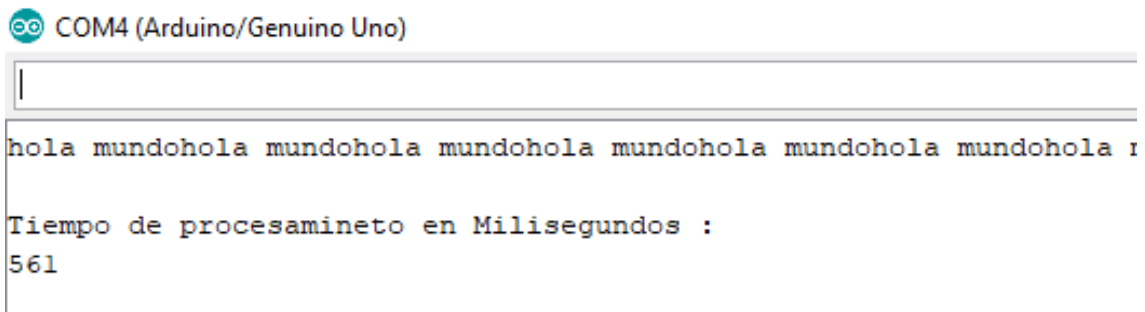 COM4 (Arduino/Genuino Uno)
hola mundohola mundohola mundohola mundohola mundohola mundohola
Tiempo de procesamineto en Milisegundos :
561